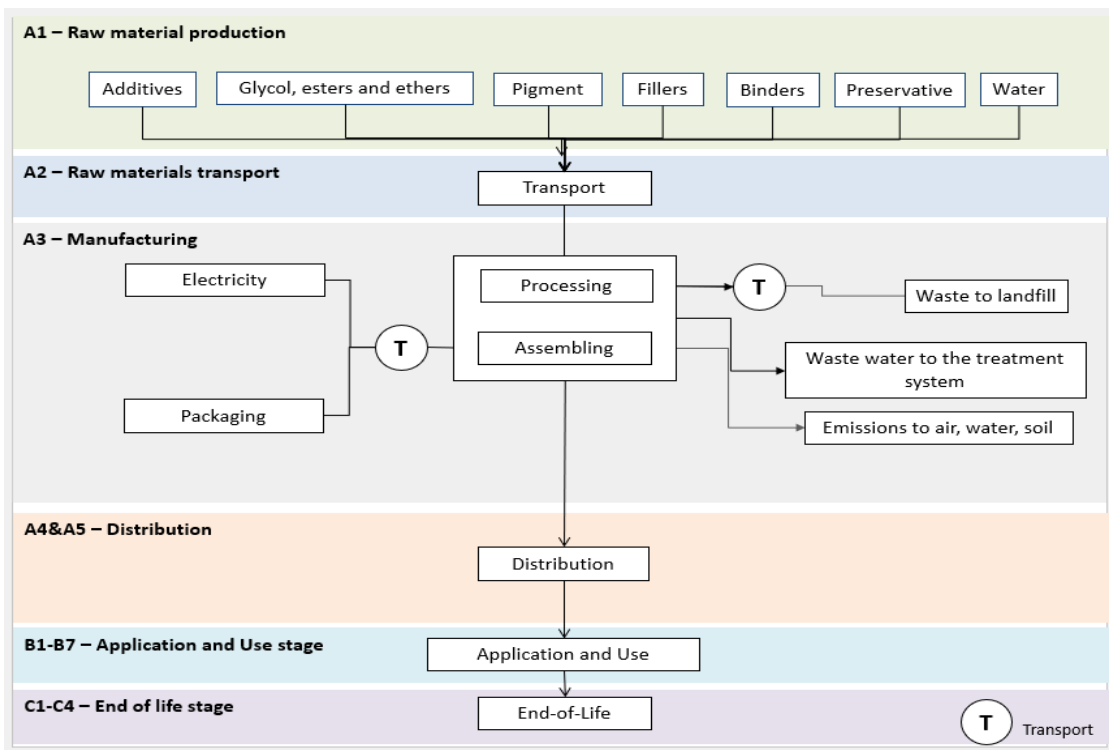 A1 – Raw material production
Additives
Glycol, esters and ethers
Pigment
Fillers
Binders
Preservative
Water
A2 – Raw materials transport
Transport
A3 – Manufacturing
Electricity
Processing
T
Waste to landfill
T
Assembling
Waste water to the treatment
system
Packaging
Emissions to air, water, soil
A4&A5 – Distribution
Distribution
B1-B7 – Application and Use stage
Application and Use
C1-C4 – End of life stage
End-of-Life
T
Transport